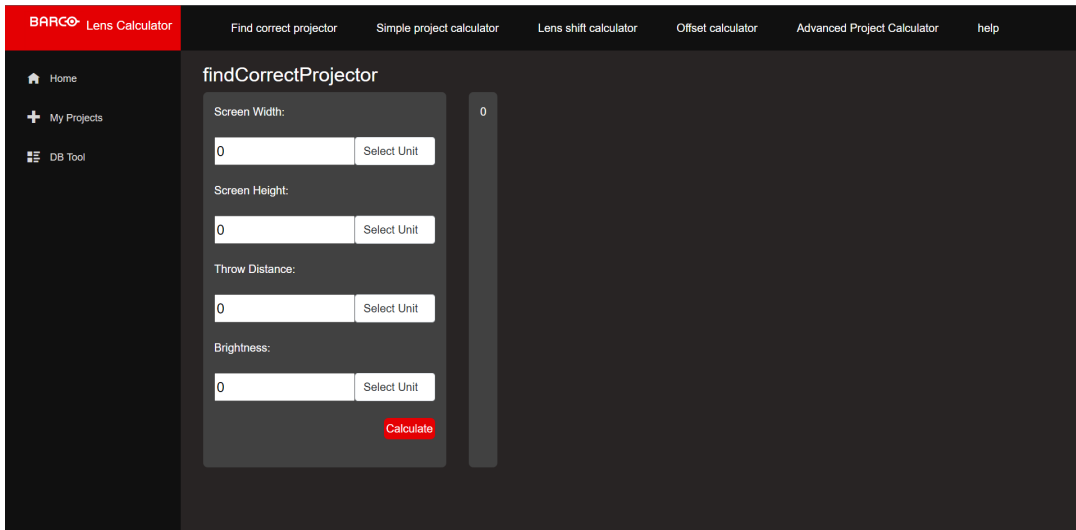 BARCO Lens Calculator
Find correct projector Simple project calculator Lens shift calculator Offset calculator Advanced Project Calculator help
Home
My Projects
DB Tool
findCorrectProjector
Screen Width:
0 Select Unit
Screen Height:
0 Select Unit
Throw Distance:
0 Select Unit
Brightness:
0 Select Unit
Calculate
0